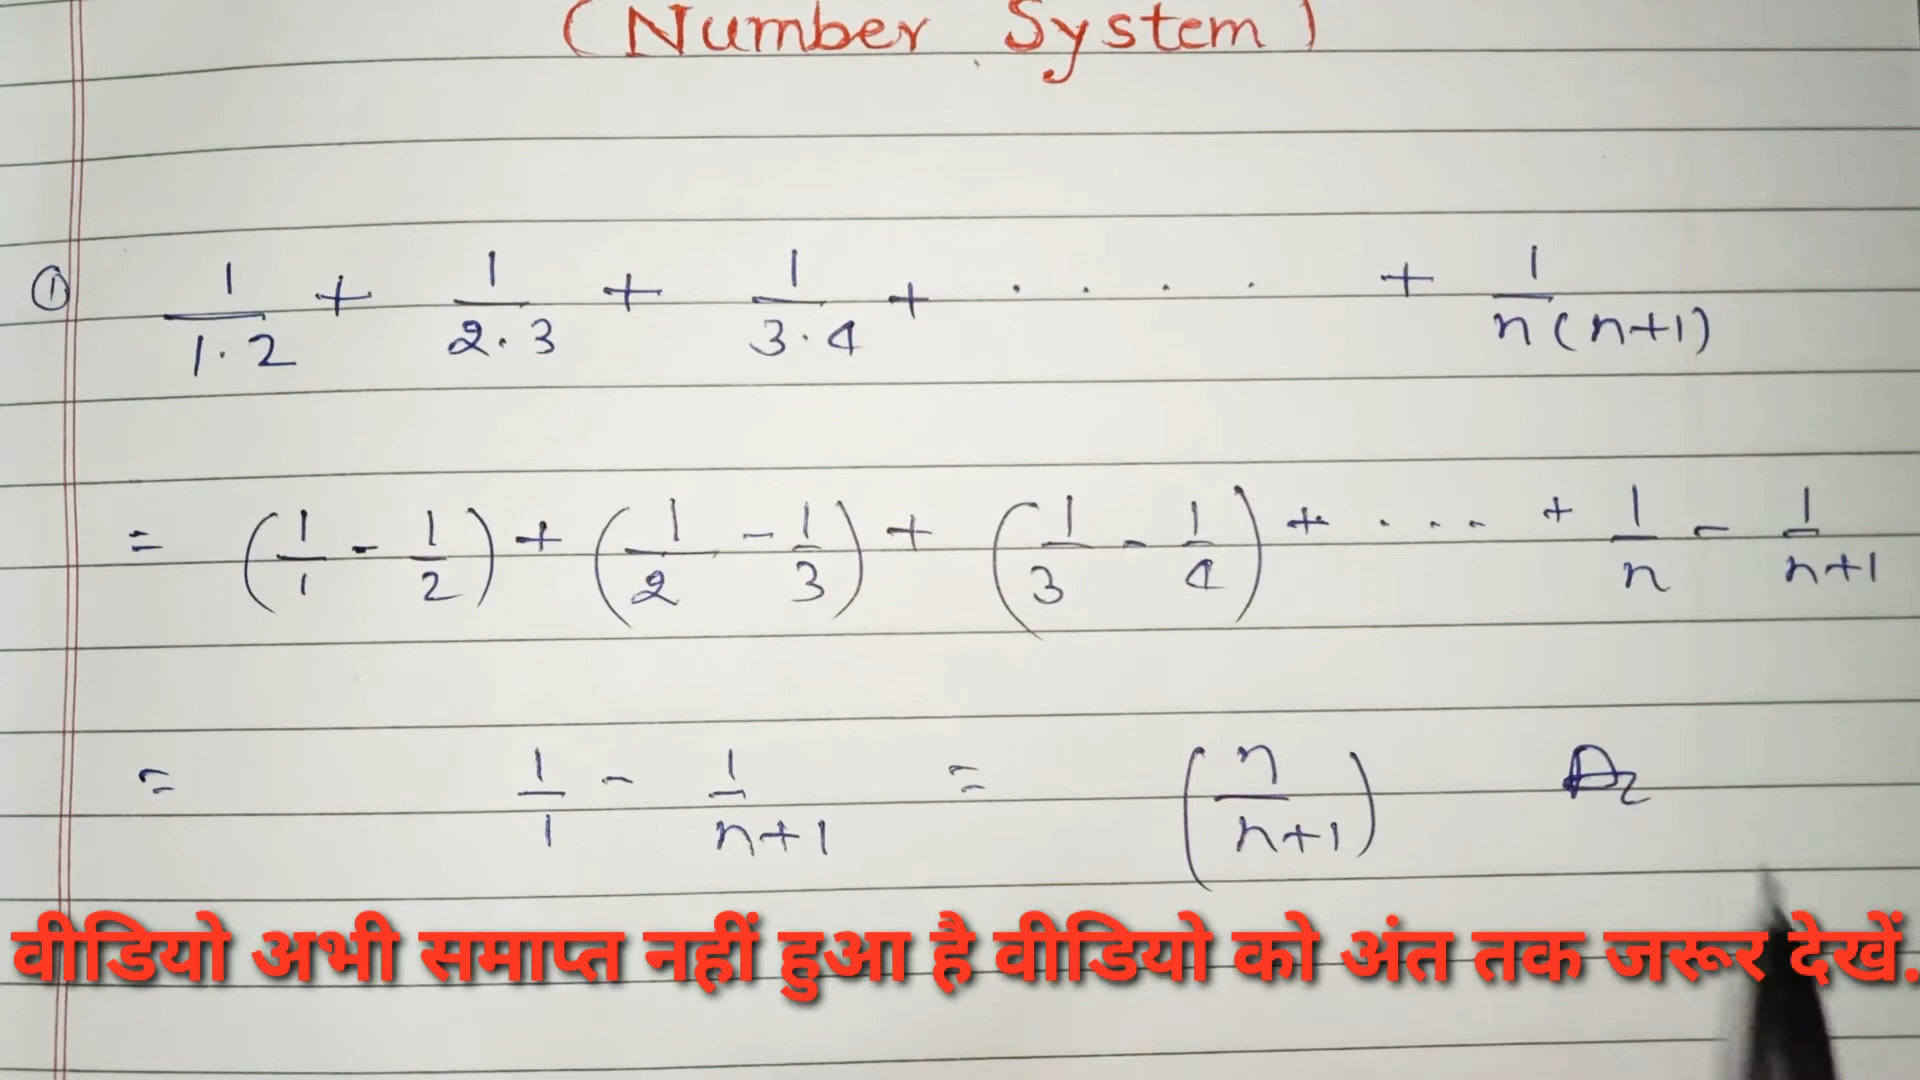 (Number System)
① 1/1·2 + 1/2·3 + 1/3·4 + · · · · + 1/n(n+1)
= (1/1 - 1/2) + (1/2 - 1/3) + (1/3 - 1/4) + · · · · + 1/n - 1/n+1
= 1/1 - 1/n+1 = (n/n+1)
वीडियो अभी समाप्त नहीं हुआ है वीडियो को अंत तक जरूर देखें.